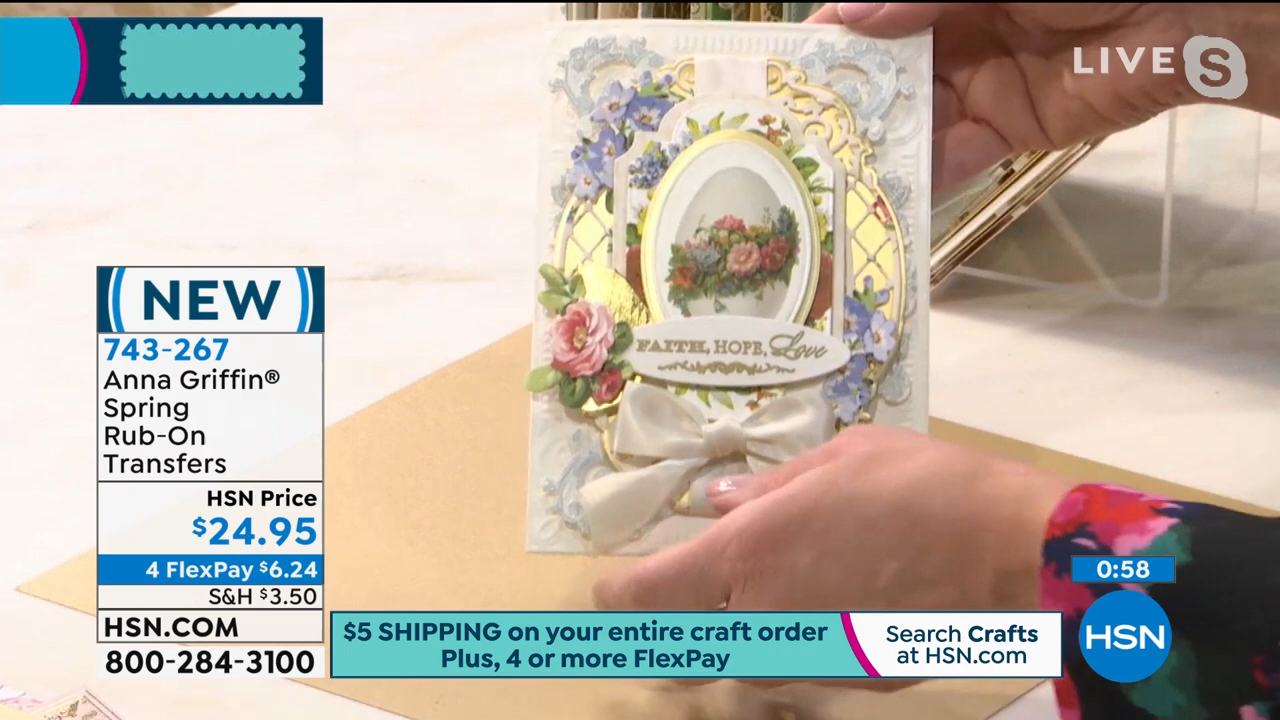 LIVE S
(NEW)
743-267
Anna Griffin®
Spring
Rub-On
Transfers
HSN Price
$24.95
4 FlexPay $6.24
S&H $3.50
HSN.COM
800-284-3100
FAITH, HOPE, Love
0:58
$5 SHIPPING on your entire craft order
Plus, 4 or more FlexPay
Search Crafts
at HSN.com
HSN